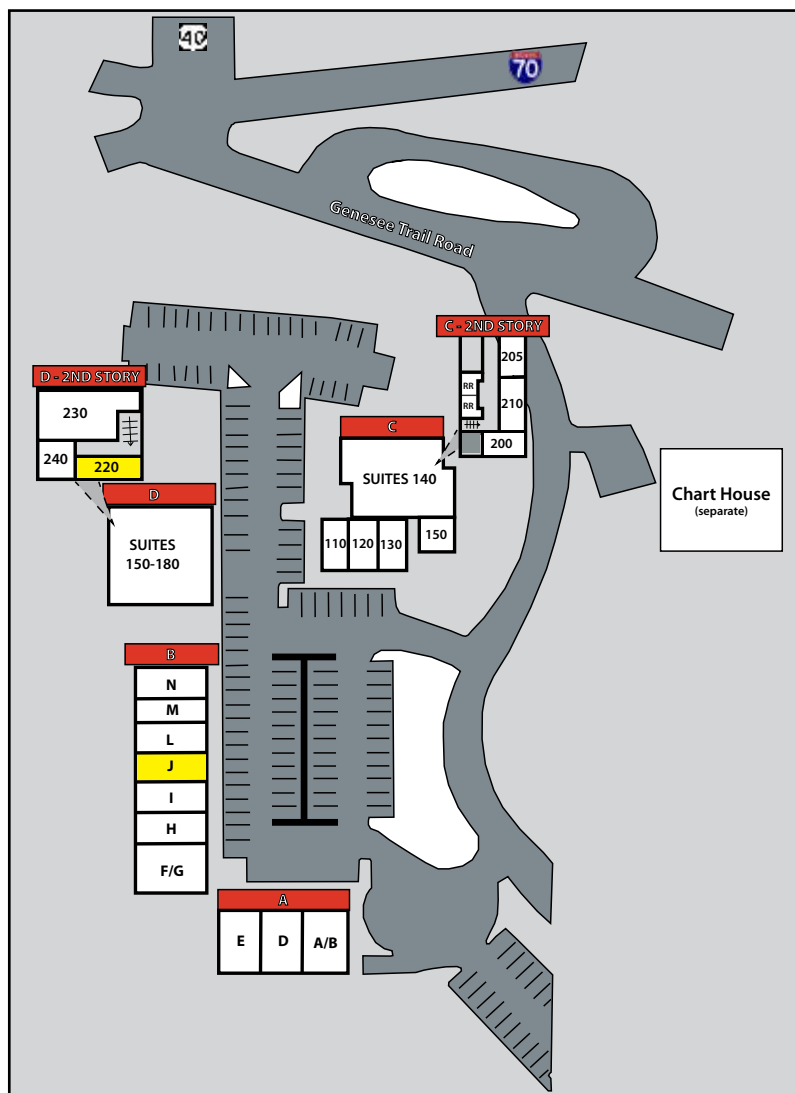 40
70
Genesee Trail Road
C - 2ND STORY
205
RR
RR
210
200
D - 2ND STORY
230
240
220
C
SUITES 140
110
120
130
150
Chart House
(separate)
D
SUITES
150-180
B
N
M
L
J
I
H
F/G
A
E
D
A/B